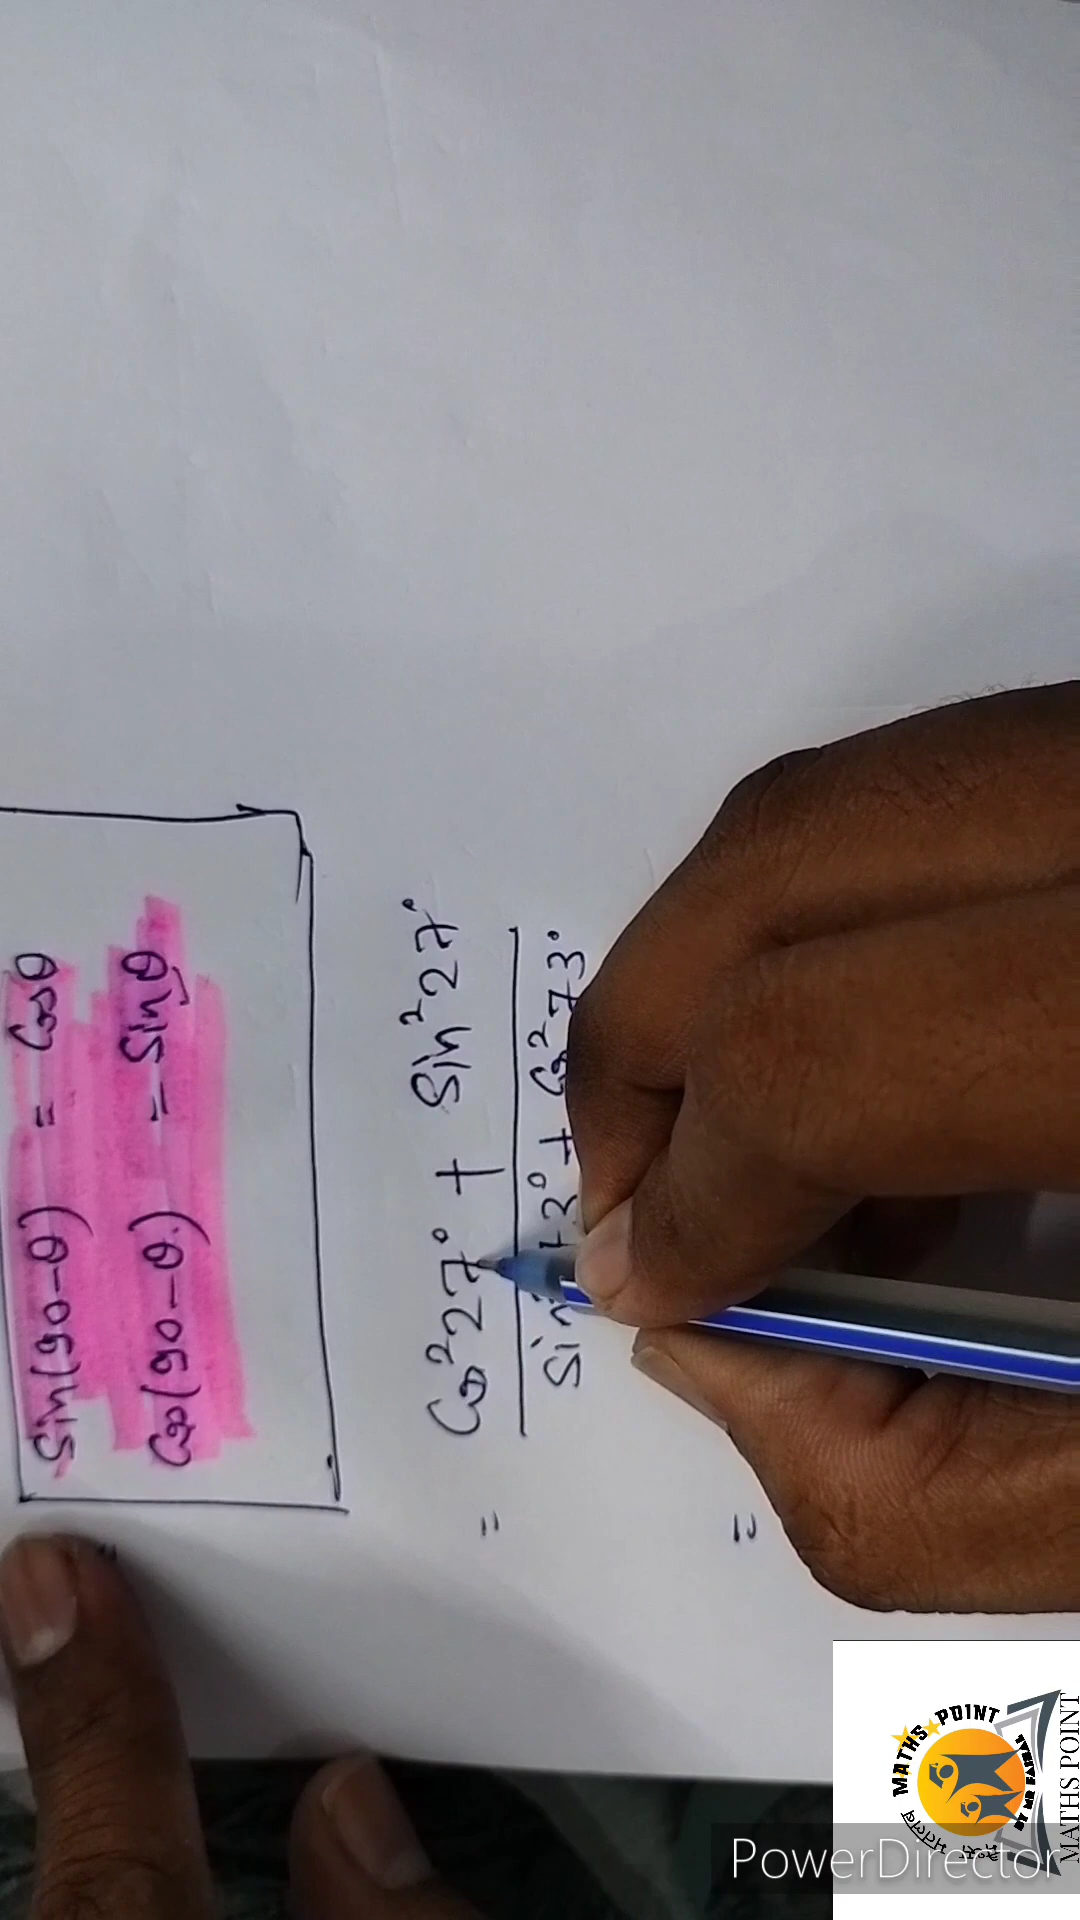 Sin(90-θ) = Cosθ
Cos(90-θ) = Sinθ
= Cos²27° + Sin²27°
Sin² 3° + Cos²73°
=
MATHS POINT
MATHS POINT
PowerDirector